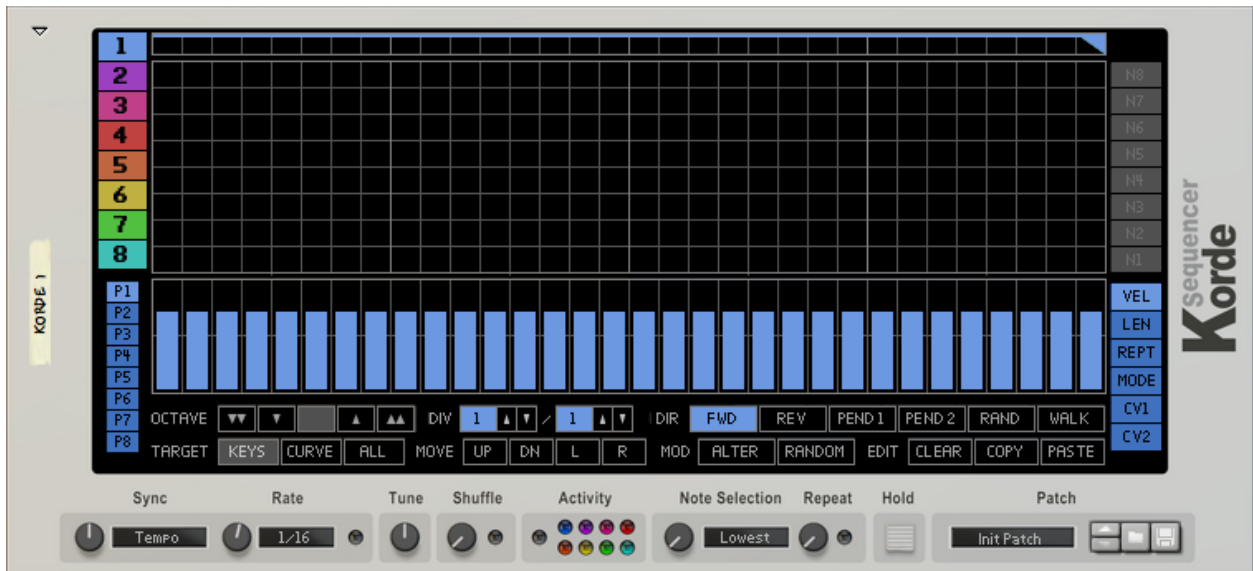 1
2
3
4
5
6
7
8
N8
N7
N6
N5
N4
N3
N2
N1
P1
P2
P3
P4
P5
P6
P7
P8
VEL
LEN
REPT
MODE
CV1
CV2
OCTAVE DIV 1 / 1 DIR FWD REV PEND 1 PEND 2 RAND WALK
TARGET KEYS CURVE ALL MOVE UP DN L R MOD ALTER RANDOM EDIT CLEAR COPY PASTE
Sync Rate Tune Shuffle Activity Note Selection Repeat Hold Patch
Tempo 1/16 Lowest Init Patch
KORDE 1
Sequencer
Korde